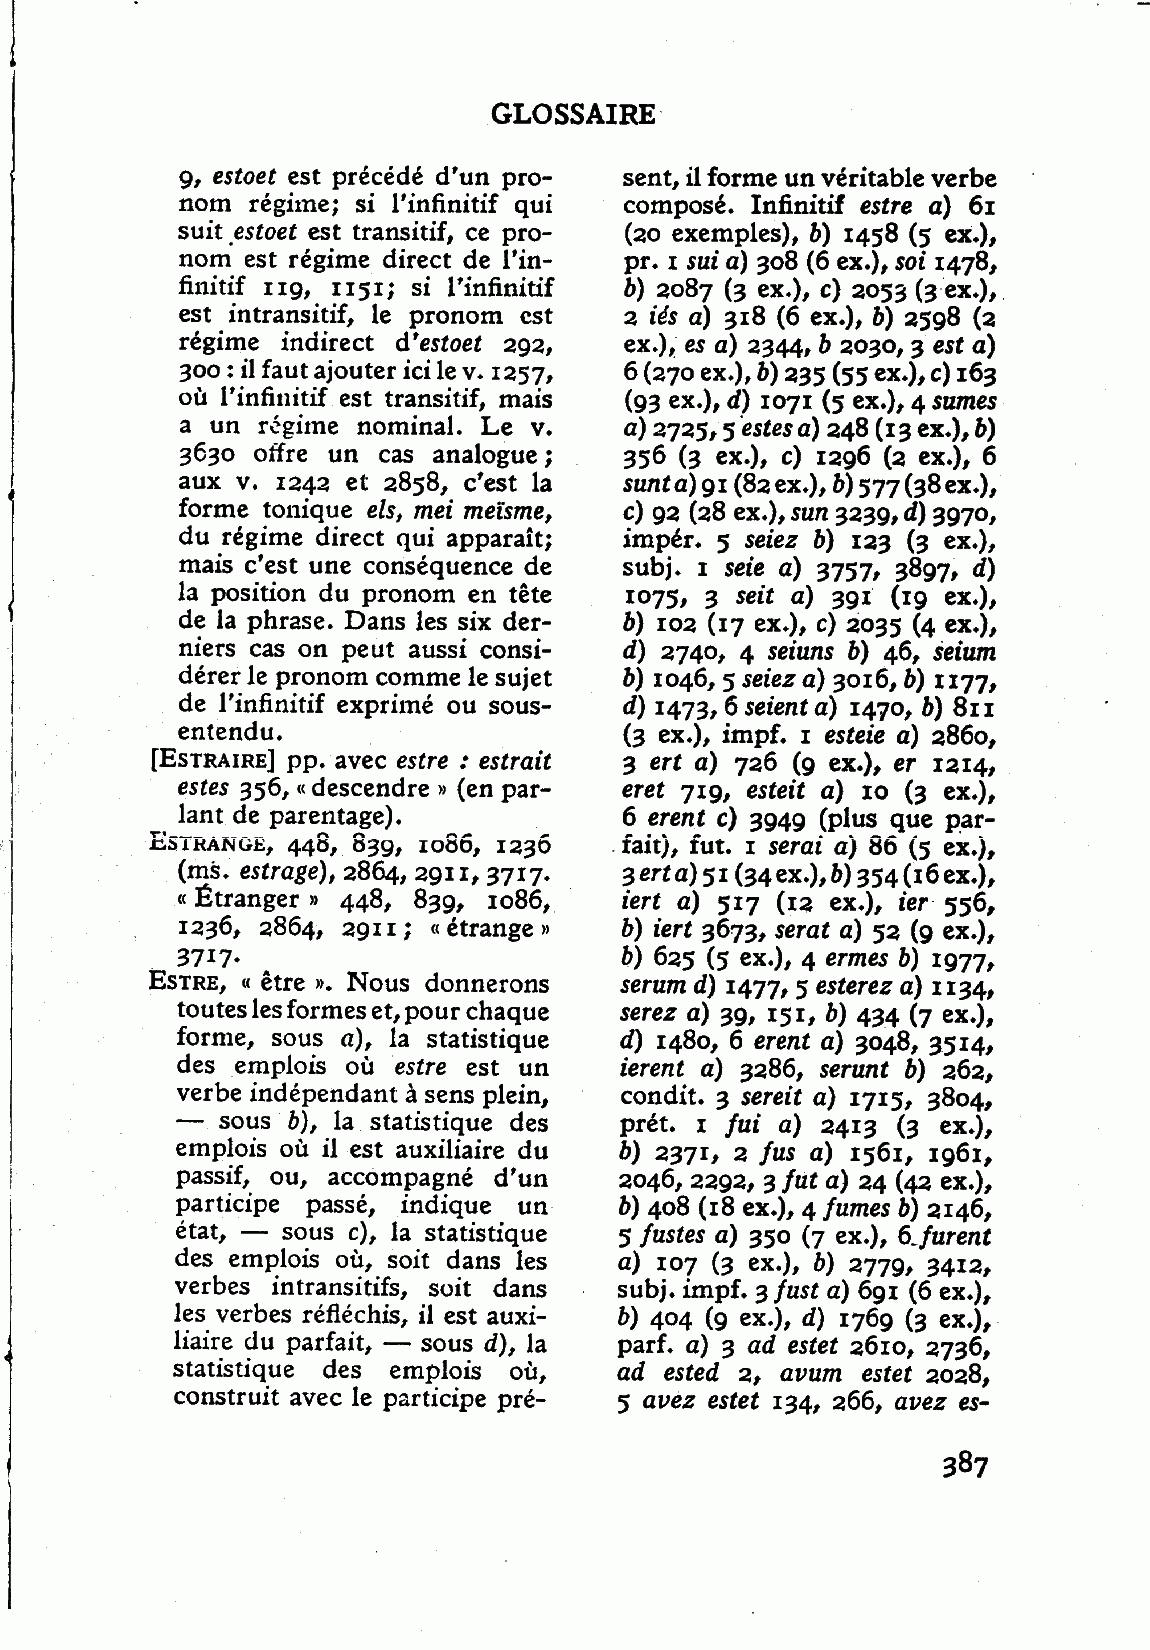 GLOSSAIRE
9, estoet est précédé d'un pro-
nom régime; si l'infinitif qui
suit estoet est transitif, ce pro-
nom est régime direct de l'in-
finitif 119, 1151; si l'infinitif
est intransitif, le pronom est
régime indirect d'estoet 292,
300 : il faut ajouter ici le v. 1257,
où l'infinitif est transitif, mais
a un régime nominal. Le v.
3630 offre un cas analogue;
aux v. 1242 et 2858, c'est la
forme tonique els, mei meïsme,
du régime direct qui apparaît;
mais c'est une conséquence de
la position du pronom en tête
de la phrase. Dans les six der-
niers cas on peut aussi consi-
dérer le pronom comme le sujet
de l'infinitif exprimé ou sous-
entendu.
[ESTRAIRE] pp. avec estre : estrait
estes 356, « descendre » (en par-
lant de parentage).
ESTRANGE, 448, 839, 1086, 1236
(ms. estrage), 2864, 2911, 3717.
« Étranger » 448, 839, 1086,
1236, 2864, 2911; « étrange »
3717.
ESTRE, « être ». Nous donnerons
toutes les formes et, pour chaque
forme, sous a), la statistique
des emplois où estre est un
verbe indépendant à sens plein,
— sous b), la statistique des
emplois où il est auxiliaire du
passif, ou, accompagné d'un
participe passé, indique un
état, — sous c), la statistique
des emplois où, soit dans les
verbes intransitifs, soit dans
les verbes réfléchis, il est auxi-
liaire du parfait, — sous d), la
statistique des emplois où,
construit avec le participe pré-
sent, il forme un véritable verbe
composé. Infinitif estre a) 61
(20 exemples), b) 1458 (5 ex.),
pr. 1 sui a) 308 (6 ex.), soi 1478,
b) 2087 (3 ex.), c) 2053 (3 ex.),
2 iés a) 318 (6 ex.), b) 2598 (2
ex.), es a) 2344, b 2030, 3 est a)
6 (270 ex.), b) 235 (55 ex.), c) 163
(93 ex.), d) 1071 (5 ex.), 4 sumes
a) 2725, 5 estes a) 248 (13 ex.), b)
356 (3 ex.), c) 1296 (2 ex.), 6
sunt a) 91 (82 ex.), b) 577 (38 ex.),
c) 92 (28 ex.), sun 3239, d) 3970,
impér. 5 seiez b) 123 (3 ex.),
subj. 1 seie a) 3757, 3897, d)
1075, 3 seit a) 391 (19 ex.),
b) 102 (17 ex.), c) 2035 (4 ex.),
d) 2740, 4 seiuns b) 46, seium
b) 1046, 5 seiez a) 3016, b) 1177,
d) 1473, 6 seient a) 1470, b) 811
(3 ex.), impf. 1 esteie a) 2860,
3 ert a) 726 (9 ex.), er 1214,
eret 719, esteit a) 10 (3 ex.),
6 erent c) 3949 (plus que par-
fait), fut. 1 serai a) 86 (5 ex.),
3 ert a) 51 (34 ex.), b) 354 (16 ex.),
iert a) 517 (12 ex.), ier 556,
b) iert 3673, serat a) 52 (9 ex.),
b) 625 (5 ex.), 4 ermes b) 1977,
serum d) 1477, 5 esterez a) 1134,
serez a) 39, 151, b) 434 (7 ex.),
d) 1480, 6 erent a) 3048, 3514,
ierent a) 3286, serunt b) 262,
condit. 3 sereit a) 1715, 3804,
prét. 1 fui a) 2413 (3 ex.),
b) 2371, 2 fus a) 1561, 1961,
2046, 2292, 3 fut a) 24 (42 ex.),
b) 408 (18 ex.), 4 fumes b) 2146,
5 fustes a) 350 (7 ex.), 6 furent
a) 107 (3 ex.), b) 2779, 3412,
subj. impf. 3 fust a) 691 (6 ex.),
b) 404 (9 ex.), d) 1769 (3 ex.),
parf. a) 3 ad estet 2610, 2736,
ad ested 2, avum estet 2028,
5 avez estet 134, 266, avez es-
387